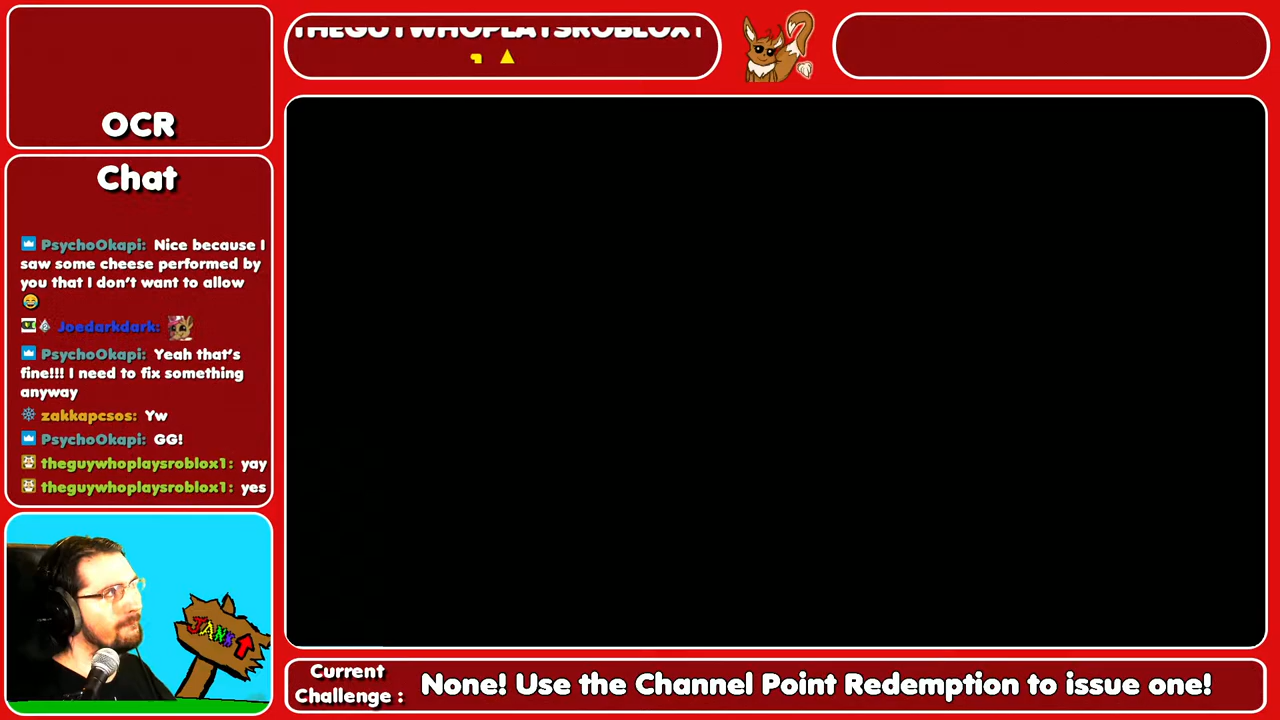 THEGUYWHOPLAYSROBLOX1
OCR
Chat
PsychoOkapi: Nice because I
saw some cheese performed by
you that I don't want to allow
Joedarkdark:
PsychoOkapi: Yeah that's
fine!!! I need to fix something
anyway
zakkapcsos: Yw
PsychoOkapi: GG!
theguywhoplaysroblox1: yay
theguywhoplaysroblox1: yes
JANK
Current
Challenge :
None! Use the Channel Point Redemption to issue one!